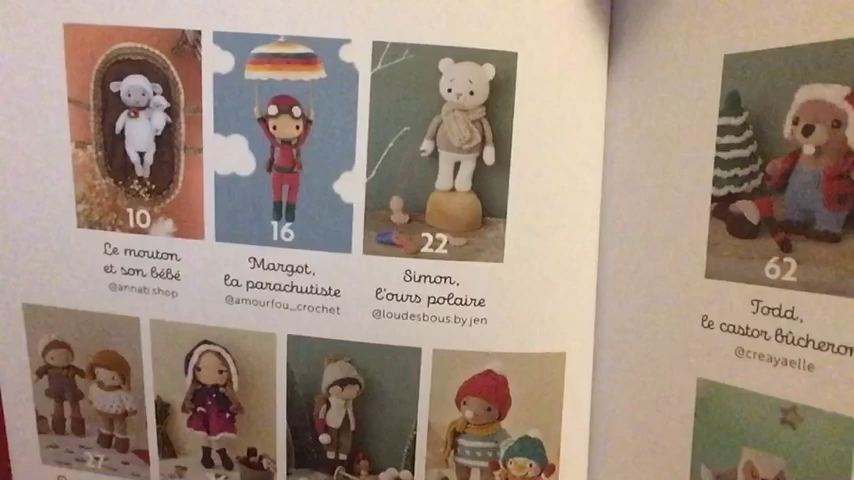 10
Le mouton
et son bébé
@annab.shop
16
Margot,
la parachutiste
@amourfou_crochet
22
Simon,
l'ours polaire
@loudesbous.by.jen
27
62
Todd,
le castor bûcheron
@creayaelle